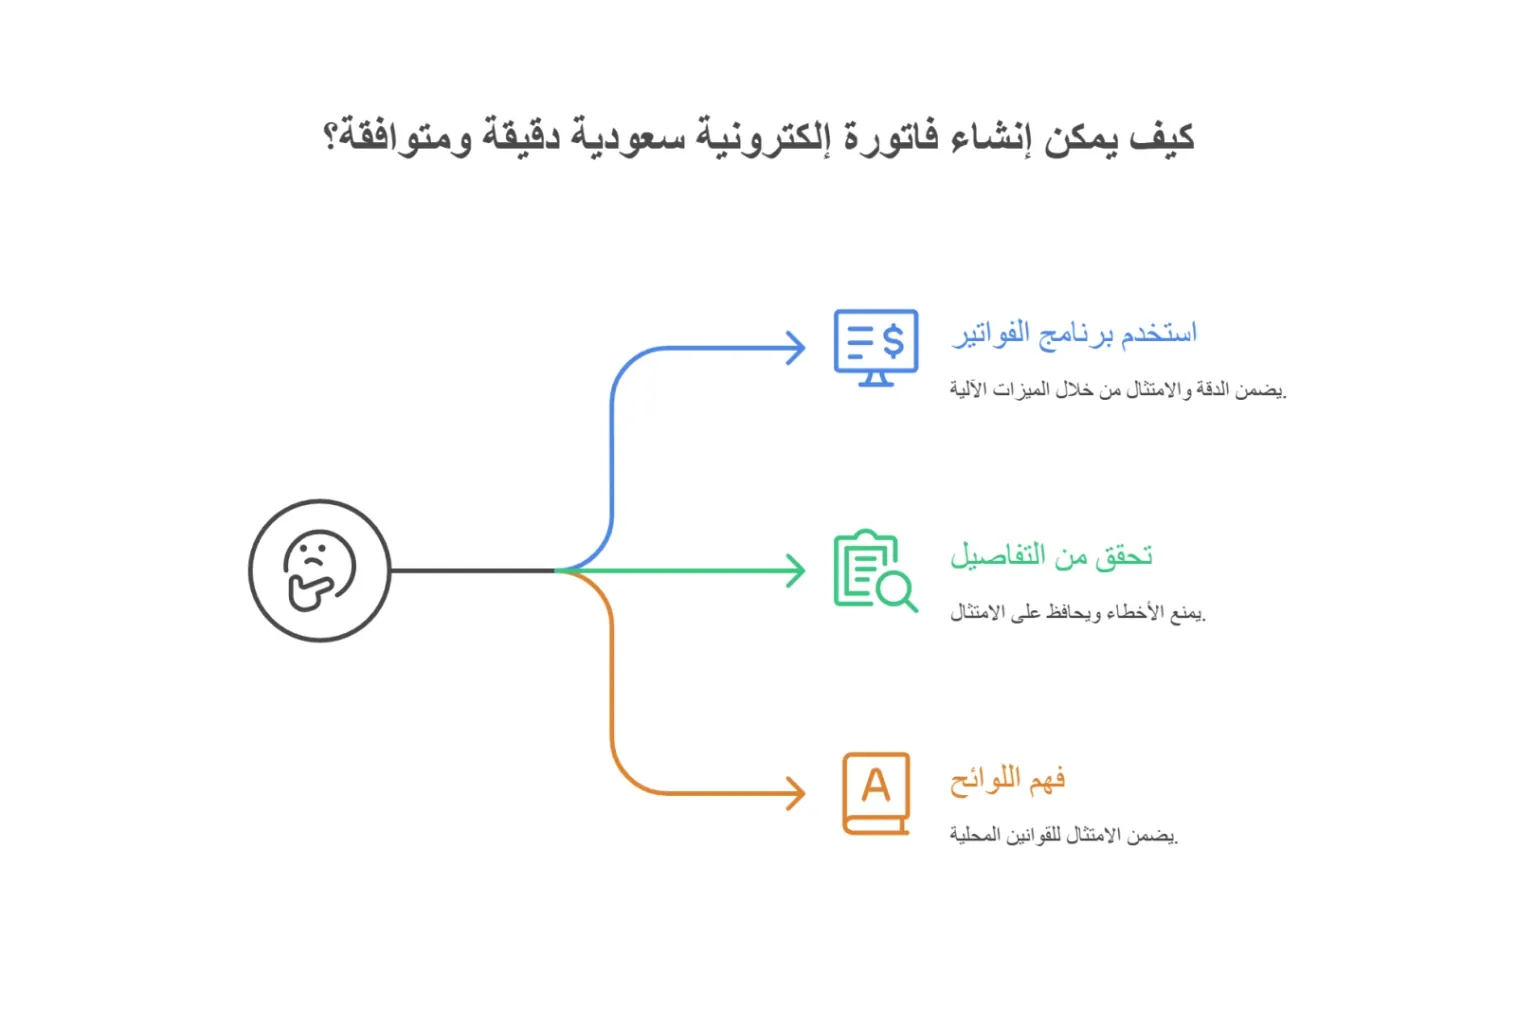 كيف يمكن إنشاء فاتورة إلكترونية سعودية دقيقة ومتوافقة؟
استخدم برنامج الفواتير
يضمن الدقة والامتثال من خلال الميزات الآلية.
تحقق من التفاصيل
يمنع الأخطاء ويحافظ على الامتثال.
فهم اللوائح
يضمن الامتثال للقوانين المحلية.